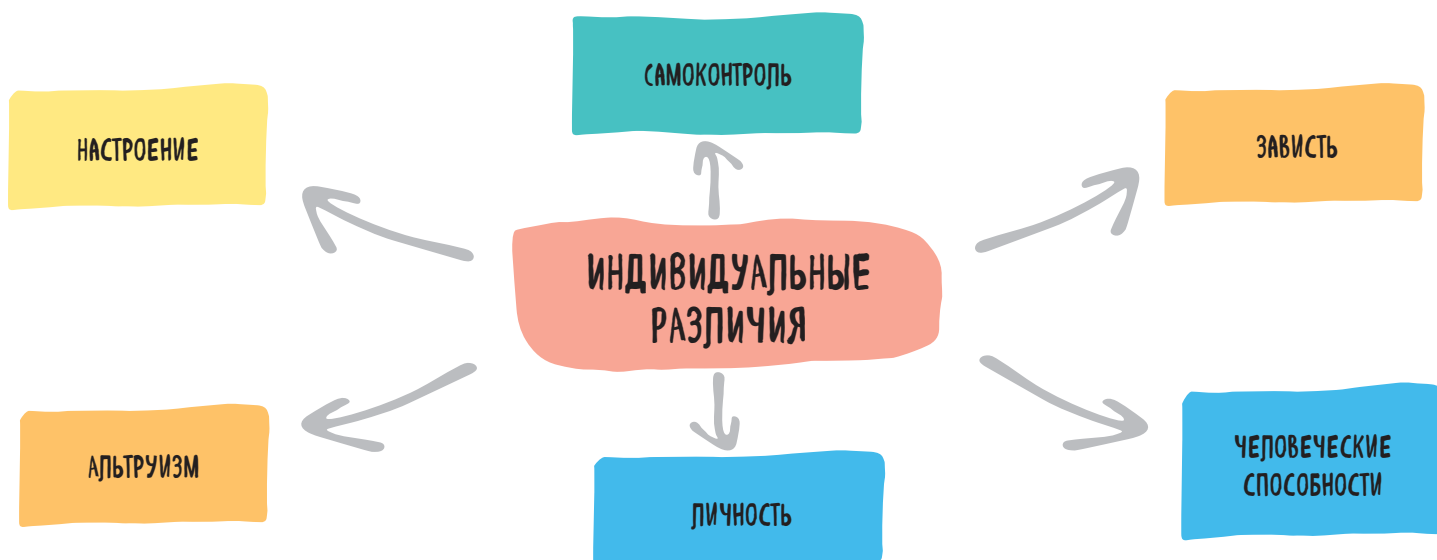 САМОКОНТРОЛЬ
НАСТРОЕНИЕ
ЗАВИСТЬ
ИНДИВИДУАЛЬНЫЕ
РАЗЛИЧИЯ
АЛЬТРУИЗМ
ЛИЧНОСТЬ
ЧЕЛОВЕЧЕСКИЕ
СПОСОБНОСТИ